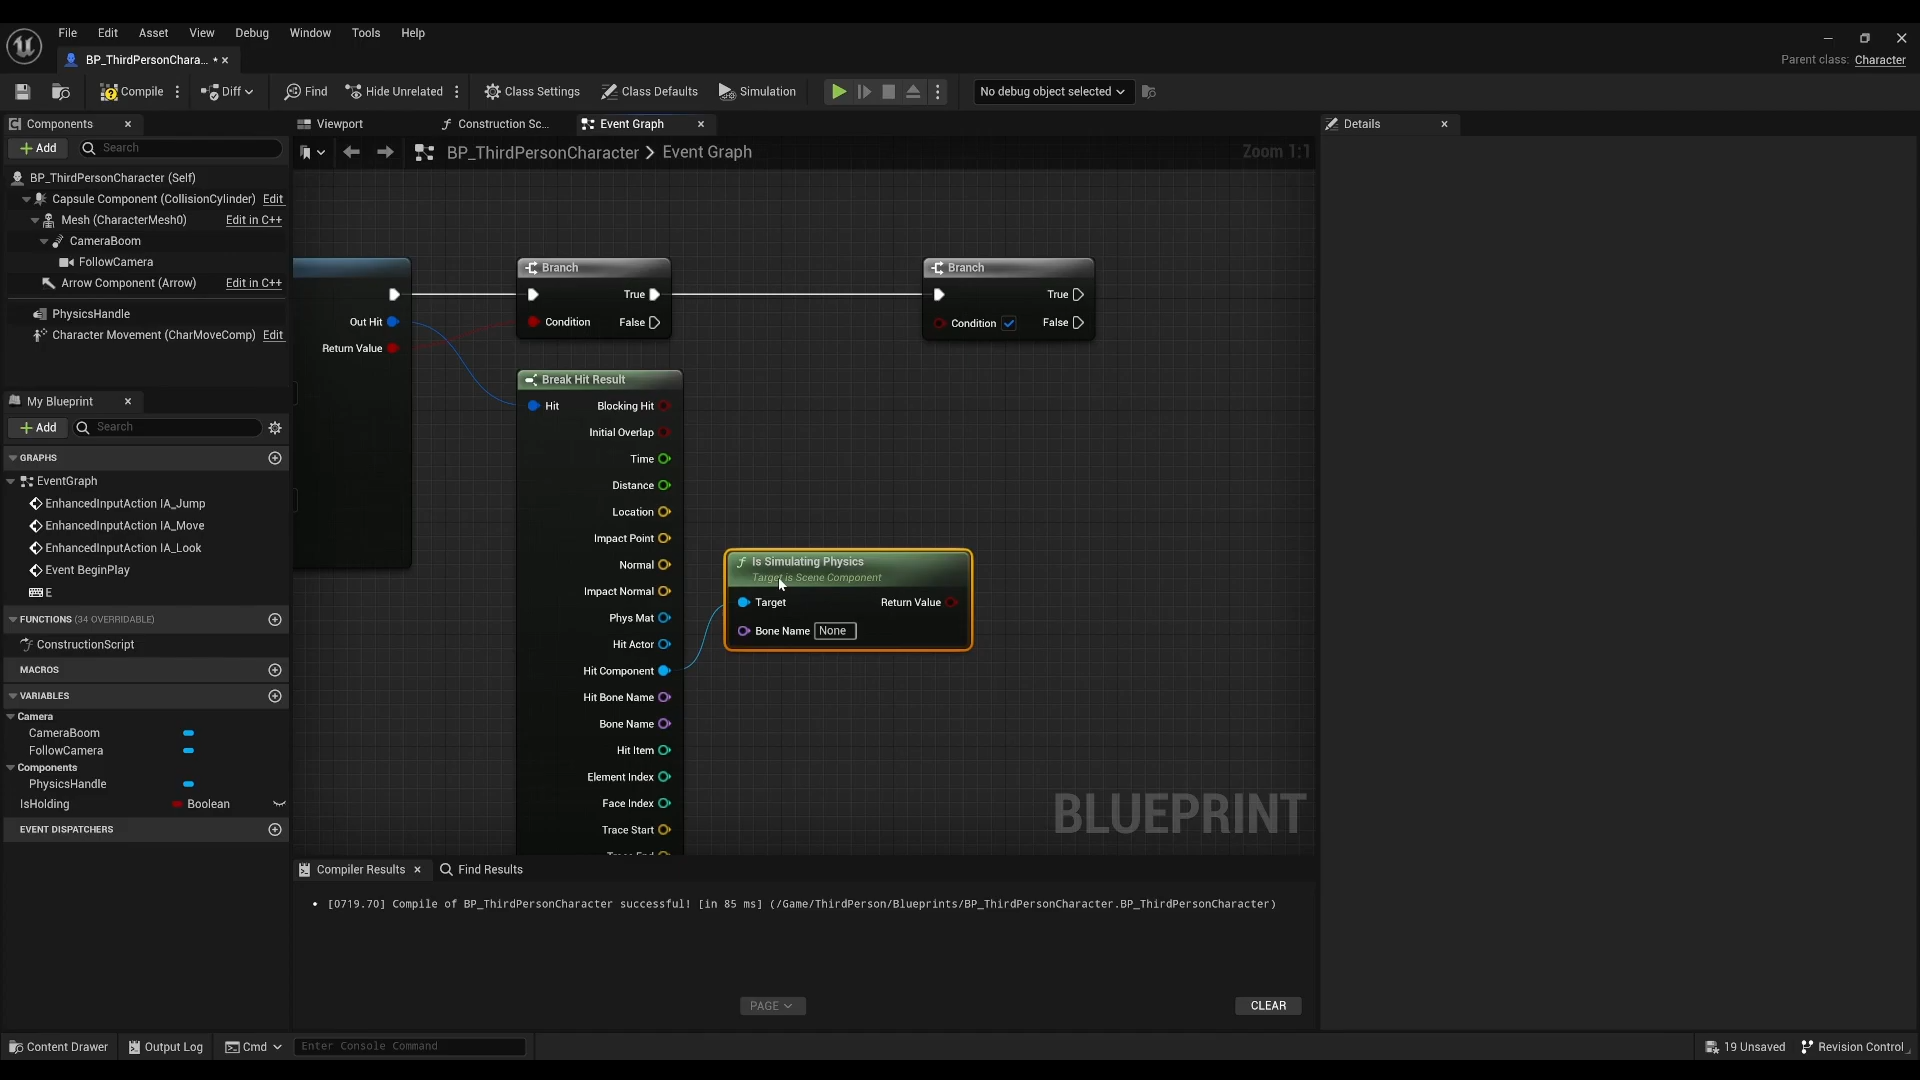 File Edit Asset View Debug Window Tools Help
BP_ThirdPersonChara... •
Parent class: Character
Compile Diff Find Hide Unrelated Class Settings Class Defaults Simulation No debug object selected
Components
Add Search
BP_ThirdPersonCharacter (Self)
Capsule Component (CollisionCylinder) Edit
Mesh (CharacterMesh0) Edit in C++
CameraBoom
FollowCamera
Arrow Component (Arrow) Edit in C++
PhysicsHandle
Character Movement (CharMoveComp) Edit
My Blueprint
Add Search
GRAPHS
EventGraph
EnhancedInputAction IA_Jump
EnhancedInputAction IA_Move
EnhancedInputAction IA_Look
Event BeginPlay
E
FUNCTIONS (34 OVERRIDABLE)
ConstructionScript
MACROS
VARIABLES
Camera
CameraBoom
FollowCamera
Components
PhysicsHandle
IsHolding Boolean
EVENT DISPATCHERS
Viewport Construction Sc... Event Graph
BP_ThirdPersonCharacter > Event Graph Zoom 1:1
Out Hit
Return Value
Branch
True
Condition False
Branch
True
Condition False
Break Hit Result
Hit Blocking Hit
Initial Overlap
Time
Distance
Location
Impact Point
Normal
Impact Normal
Phys Mat
Hit Actor
Hit Component
Hit Bone Name
Bone Name
Hit Item
Element Index
Face Index
Trace Start
Trace End
f Is Simulating Physics
Target is Scene Component
Target Return Value
Bone Name None
BLUEPRINT
Details
Compiler Results Find Results
• [0719.70] Compile of BP_ThirdPersonCharacter successful! [in 85 ms] (/Game/ThirdPerson/Blueprints/BP_ThirdPersonCharacter.BP_ThirdPersonCharacter)
PAGE CLEAR
Content Drawer Output Log Cmd Enter Console Command 19 Unsaved Revision Control